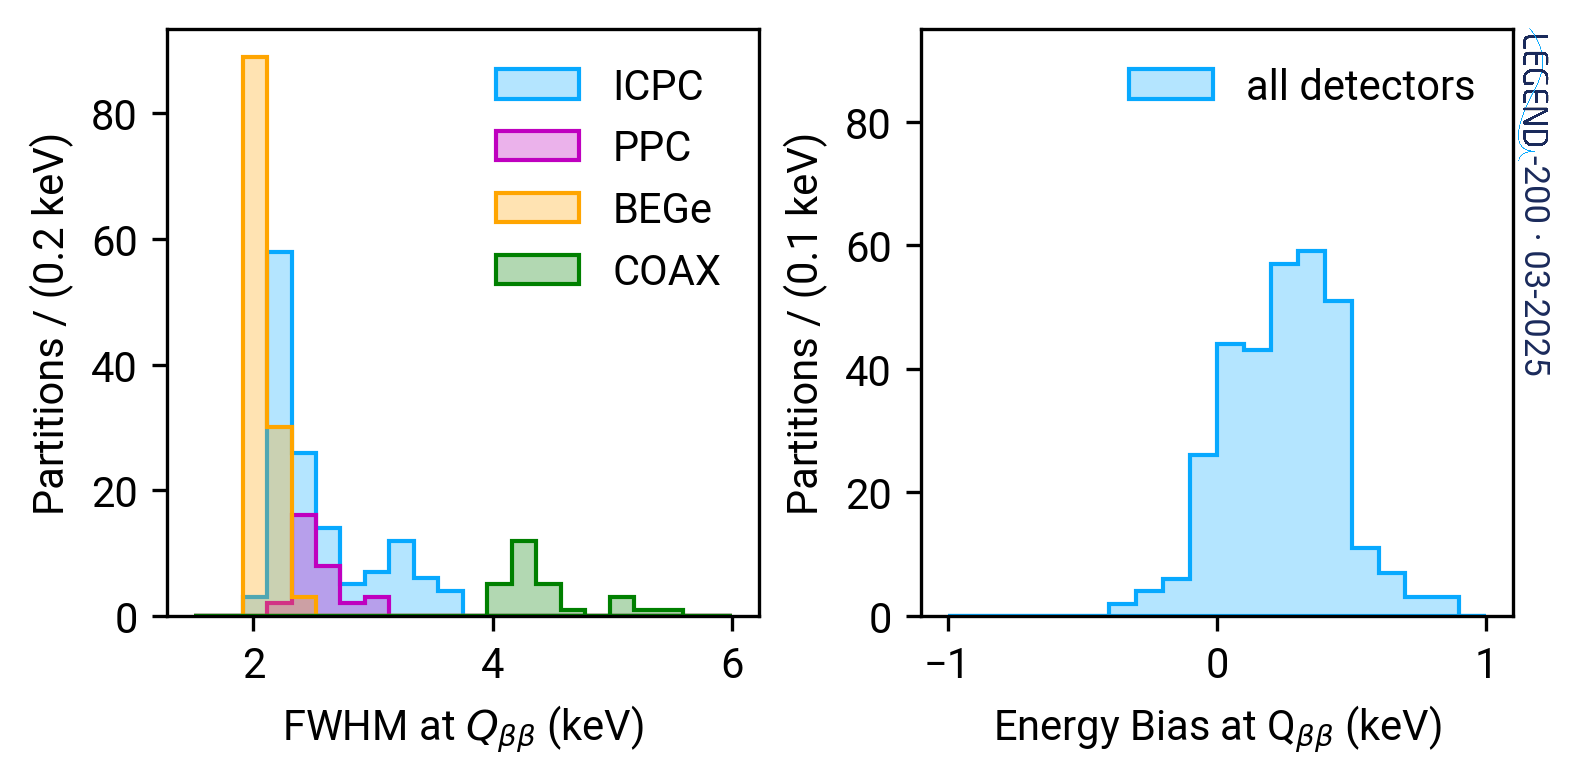 Partitions / (0.2 keV)
80
60
40
20
0
ICPC
PPC
BEGe
COAX
2
4
6
FWHM at Qββ (keV)
Partitions / (0.1 keV)
80
60
40
20
0
all detectors
−1
0
1
Energy Bias at Qββ (keV)
LEGEND-200 · 03-2025